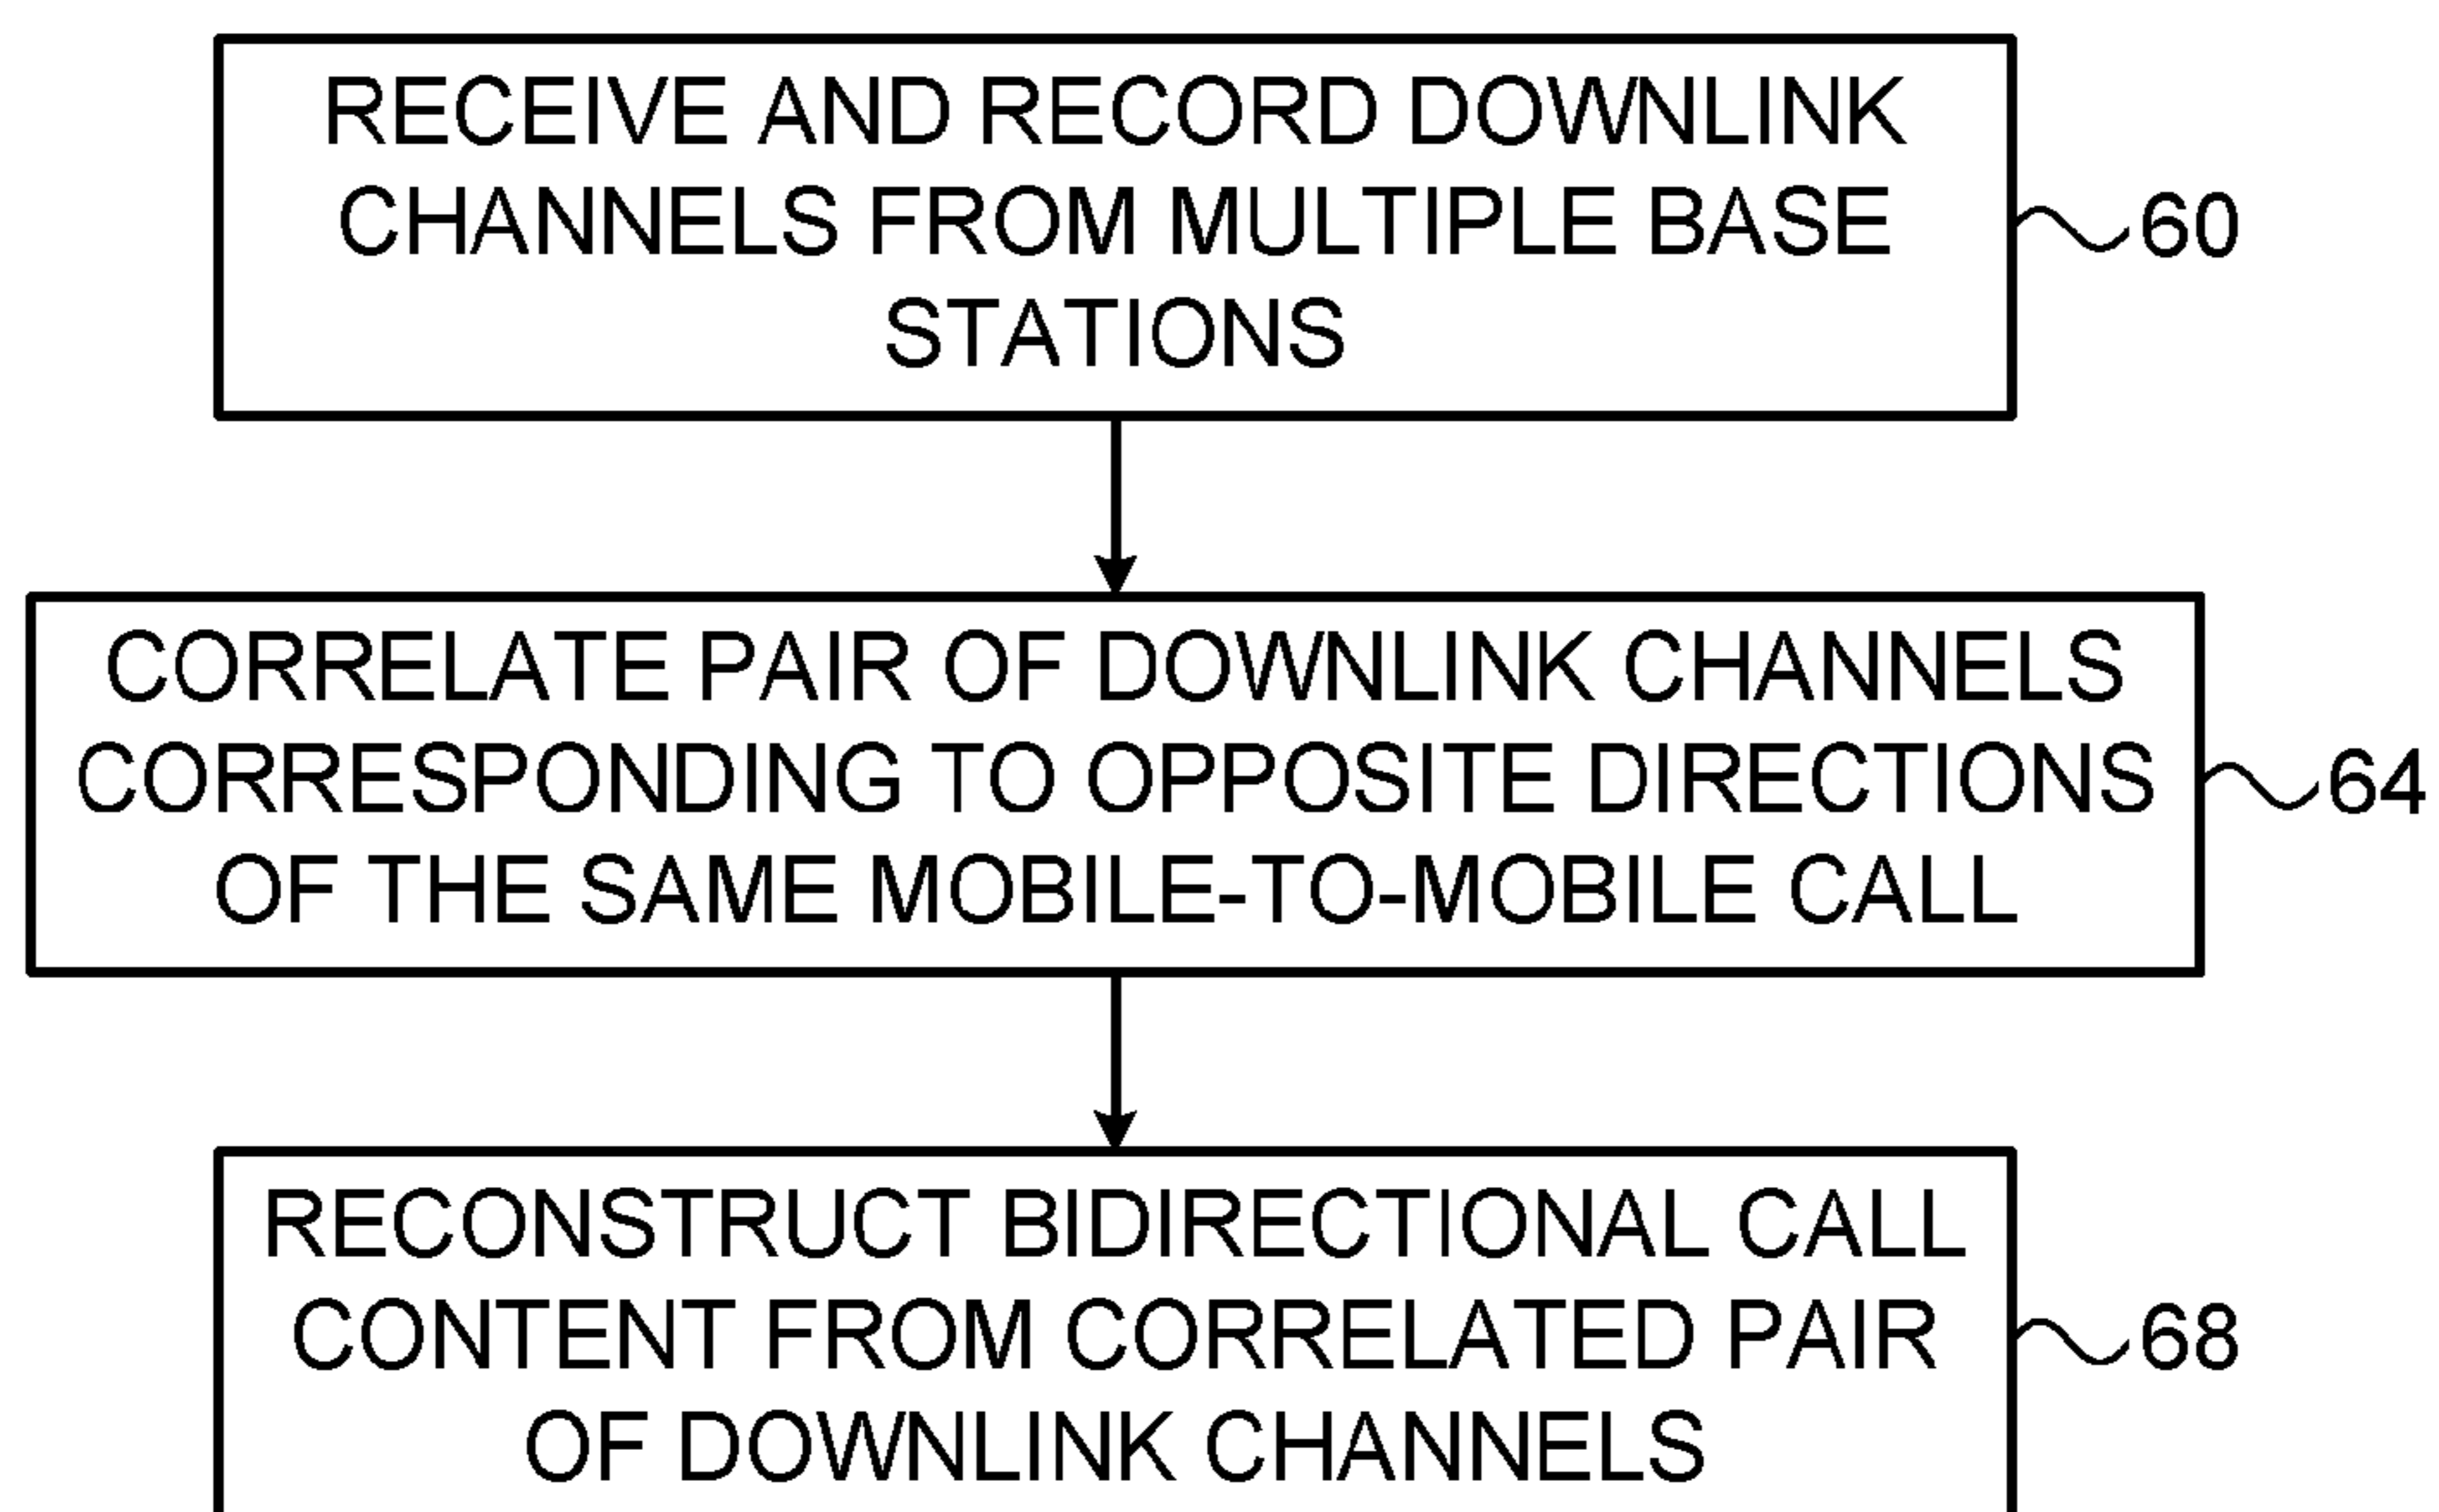 RECEIVE AND RECORD DOWNLINK
CHANNELS FROM MULTIPLE BASE
STATIONS
60
CORRELATE PAIR OF DOWNLINK CHANNELS
CORRESPONDING TO OPPOSITE DIRECTIONS
OF THE SAME MOBILE-TO-MOBILE CALL
64
RECONSTRUCT BIDIRECTIONAL CALL
CONTENT FROM CORRELATED PAIR
OF DOWNLINK CHANNELS
68